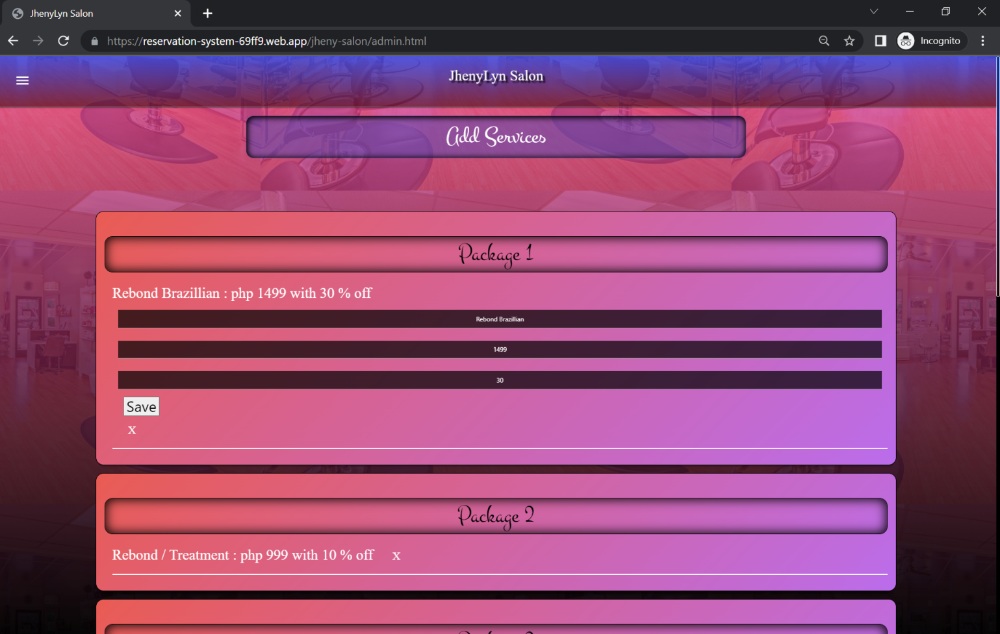 JhenyLyn Salon
https://reservation-system-69ff9.web.app/jheny-salon/admin.html
Incognito
JhenyLyn Salon
Add Services
Package 1
Rebond Brazillian : php 1499 with 30 % off
Rebond Brazillian
1499
30
Save
x
Package 2
Rebond / Treatment : php 999 with 10 % off x